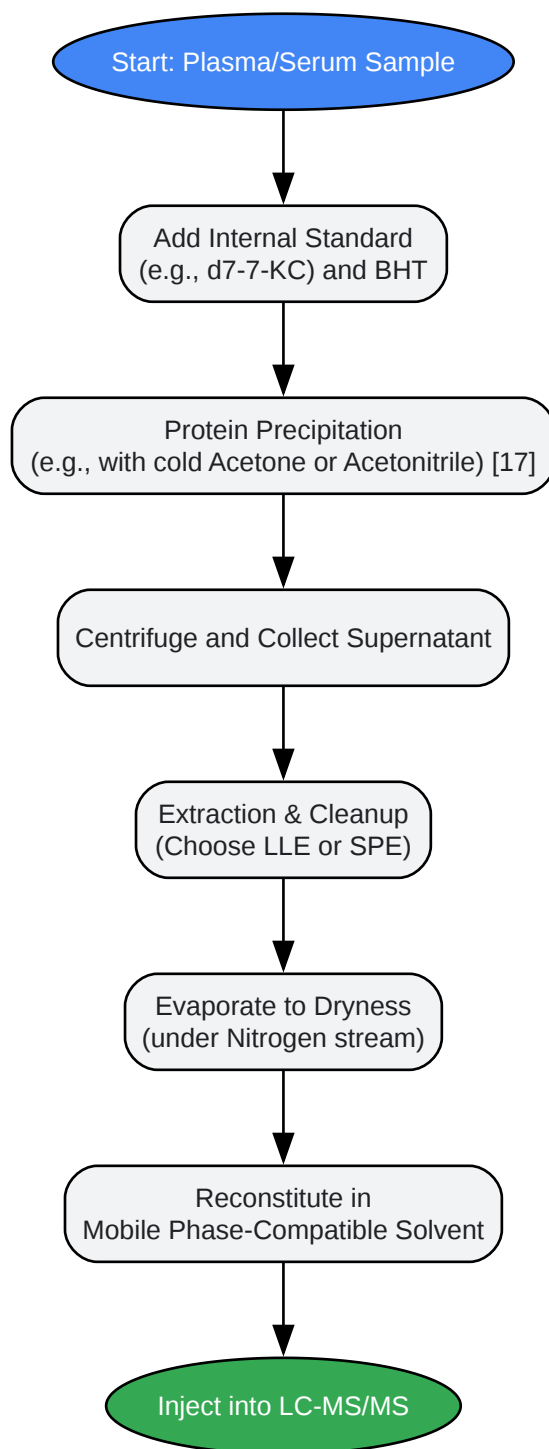 Start: Plasma/Serum Sample
Add Internal Standard
(e.g., d7-7-KC) and BHT
Protein Precipitation
(e.g., with cold Acetone or Acetonitrile) [17]
Centrifuge and Collect Supernatant
Extraction & Cleanup
(Choose LLE or SPE)
Evaporate to Dryness
(under Nitrogen stream)
Reconstitute in
Mobile Phase-Compatible Solvent
Inject into LC-MS/MS